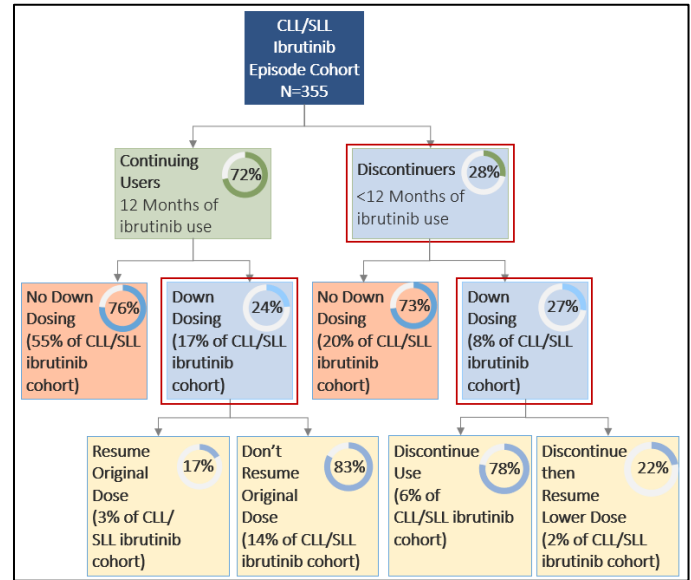 CLL/SLL
Ibrutinib
Episode Cohort
N=355
Continuing
Users
12 Months of
ibrutinib use
72%
Discontinuers
<12 Months of
ibrutinib use
28%
No Down
Dosing
(55% of CLL/SLL
ibrutinib
cohort)
76%
Down
Dosing
(17% of CLL/SLL
ibrutinib
cohort)
24%
No Down
Dosing
(20% of CLL/SLL
ibrutinib
cohort)
73%
Down
Dosing
(8% of CLL/SLL
ibrutinib
cohort)
27%
Resume
Original
Dose
(3% of CLL/
SLL ibrutinib
cohort)
17%
Don’t
Resume
Original
Dose
(14% of CLL/SLL
ibrutinib cohort)
83%
Discontinue
Use
(6% of
CLL/SLL ibrutinib
cohort)
78%
Discontinue
then
Resume
Lower Dose
(2% of CLL/SLL
ibrutinib cohort)
22%